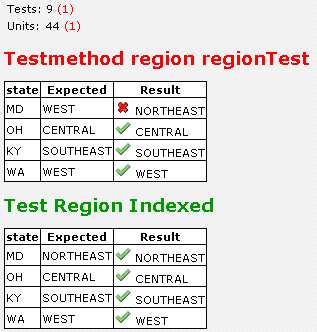 Tests: 9 (1)
Units: 44 (1)
Testmethod region regionTest
state Expected Result
MD WEST NORTHEAST
OH CENTRAL CENTRAL
KY SOUTHEAST SOUTHEAST
WA WEST WEST
Test Region Indexed
state Expected Result
MD NORTHEAST NORTHEAST
OH CENTRAL CENTRAL
KY SOUTHEAST SOUTHEAST
WA WEST WEST